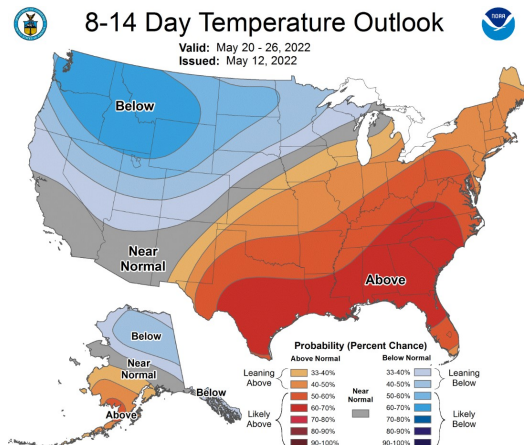 8-14 Day Temperature Outlook
NOAA
Valid: May 20 - 26, 2022
Issued: May 12, 2022
Below
Near
Normal
Above
Below
Near
Normal
Above
Below
Probability (Percent Chance)
Above Normal
Below Normal
Leaning
Above
33-40%
40-50%
Likely
Above
50-60%
60-70%
70-80%
80-90%
90-100%
Near
Normal
33-40%
40-50%
Leaning
Below
50-60%
60-70%
70-80%
80-90%
90-100%
Likely
Below